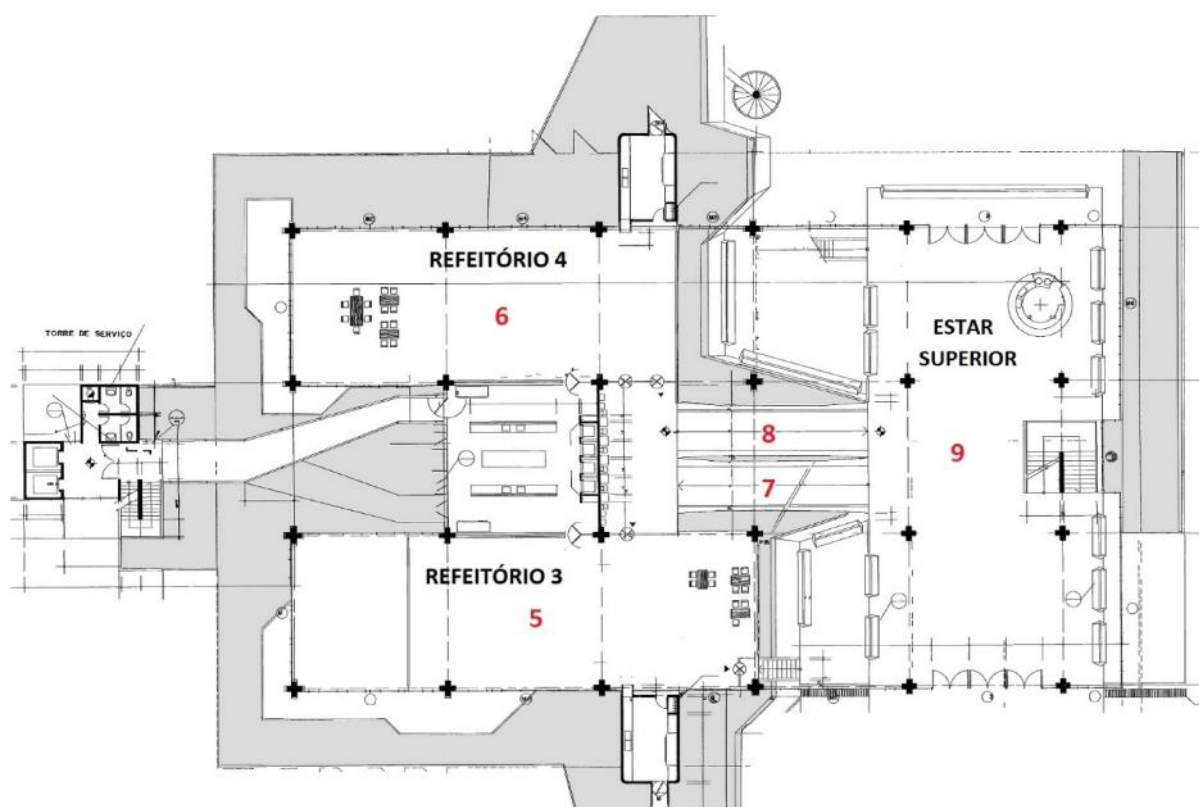 REFEITÓRIO 4
6
ESTAR
SUPERIOR
TORRE DE SERVIÇO
8
9
7
REFEITÓRIO 3
5